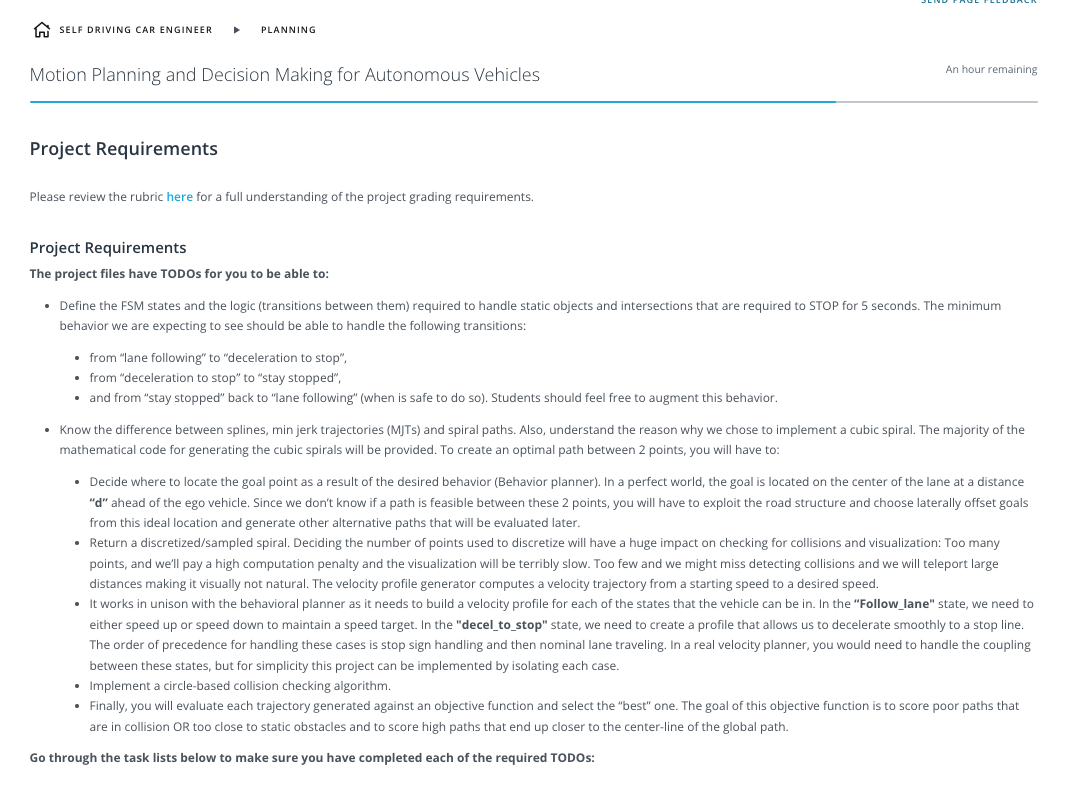 SEND PAGE FEEDBACK
SELF DRIVING CAR ENGINEER
PLANNING
Motion Planning and Decision Making for Autonomous Vehicles
An hour remaining
Project Requirements
Please review the rubric here for a full understanding of the project grading requirements.
Project Requirements
The project files have TODOs for you to be able to:
• Define the FSM states and the logic (transitions between them) required to handle static objects and intersections that are required to STOP for 5 seconds. The minimum
behavior we are expecting to see should be able to handle the following transitions:
• from “lane following” to “deceleration to stop”,
• from “deceleration to stop” to “stay stopped”,
• and from “stay stopped” back to “lane following” (when is safe to do so). Students should feel free to augment this behavior.
• Know the difference between splines, min jerk trajectories (MJTs) and spiral paths. Also, understand the reason why we chose to implement a cubic spiral. The majority of the
mathematical code for generating the cubic spirals will be provided. To create an optimal path between 2 points, you will have to:
• Decide where to locate the goal point as a result of the desired behavior (Behavior planner). In a perfect world, the goal is located on the center of the lane at a distance
“d” ahead of the ego vehicle. Since we don’t know if a path is feasible between these 2 points, you will have to exploit the road structure and choose laterally offset goals
from this ideal location and generate other alternative paths that will be evaluated later.
• Return a discretized/sampled spiral. Deciding the number of points used to discretize will have a huge impact on checking for collisions and visualization: Too many
points, and we’ll pay a high computation penalty and the visualization will be terribly slow. Too few and we might miss detecting collisions and we will teleport large
distances making it visually not natural. The velocity profile generator computes a velocity trajectory from a starting speed to a desired speed.
• It works in unison with the behavioral planner as it needs to build a velocity profile for each of the states that the vehicle can be in. In the “Follow_lane" state, we need to
either speed up or speed down to maintain a speed target. In the "decel_to_stop" state, we need to create a profile that allows us to decelerate smoothly to a stop line.
The order of precedence for handling these cases is stop sign handling and then nominal lane traveling. In a real velocity planner, you would need to handle the coupling
between these states, but for simplicity this project can be implemented by isolating each case.
• Implement a circle-based collision checking algorithm.
• Finally, you will evaluate each trajectory generated against an objective function and select the “best” one. The goal of this objective function is to score poor paths that
are in collision OR too close to static obstacles and to score high paths that end up closer to the center-line of the global path.
Go through the task lists below to make sure you have completed each of the required TODOs: